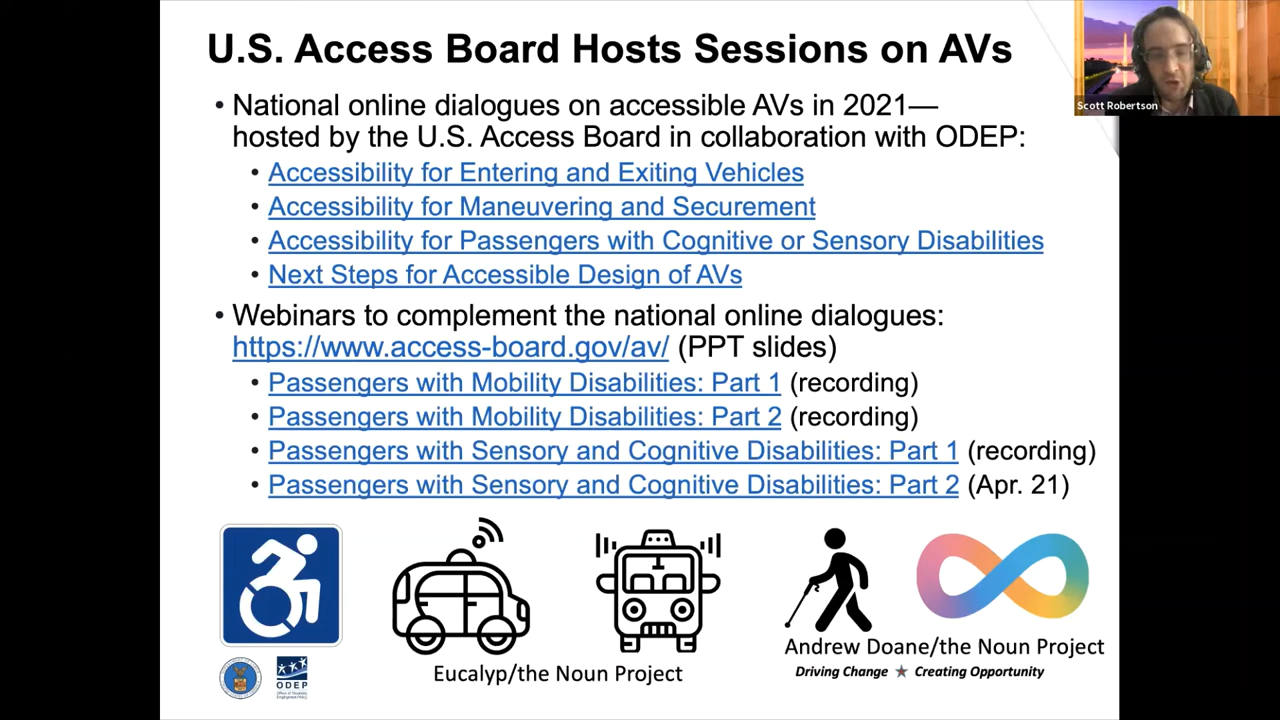 U.S. Access Board Hosts Sessions on AVs
Scott Robertson
• National online dialogues on accessible AVs in 2021—
hosted by the U.S. Access Board in collaboration with ODEP:
• Accessibility for Entering and Exiting Vehicles
• Accessibility for Maneuvering and Securement
• Accessibility for Passengers with Cognitive or Sensory Disabilities
• Next Steps for Accessible Design of AVs
• Webinars to complement the national online dialogues:
https://www.access-board.gov/av/ (PPT slides)
• Passengers with Mobility Disabilities: Part 1 (recording)
• Passengers with Mobility Disabilities: Part 2 (recording)
• Passengers with Sensory and Cognitive Disabilities: Part 1 (recording)
• Passengers with Sensory and Cognitive Disabilities: Part 2 (Apr. 21)
Andrew Doane/the Noun Project
Eucalyp/the Noun Project
Driving Change ★ Creating Opportunity
ODEP